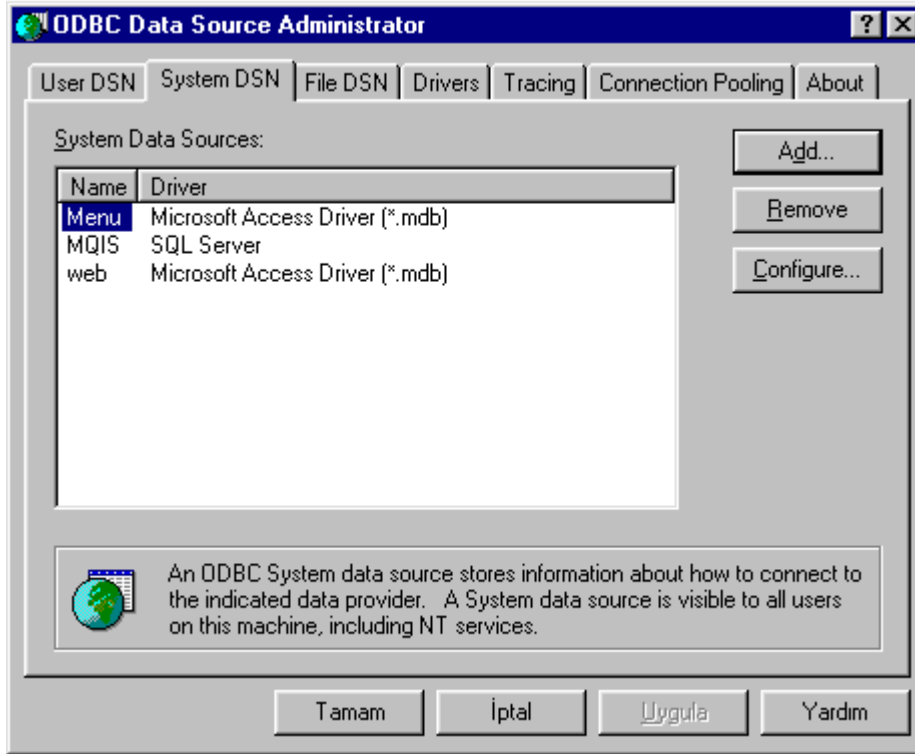 ODBC Data Source Administrator
User DSN System DSN File DSN Drivers Tracing Connection Pooling About
System Data Sources:
Add...
Name Driver
Menu Microsoft Access Driver (*.mdb)
Remove
MQIS SQL Server
web Microsoft Access Driver (*.mdb)
Configure...
An ODBC System data source stores information about how to connect to
the indicated data provider. A System data source is visible to all users
on this machine, including NT services.
Tamam İptal Uygula Yardım